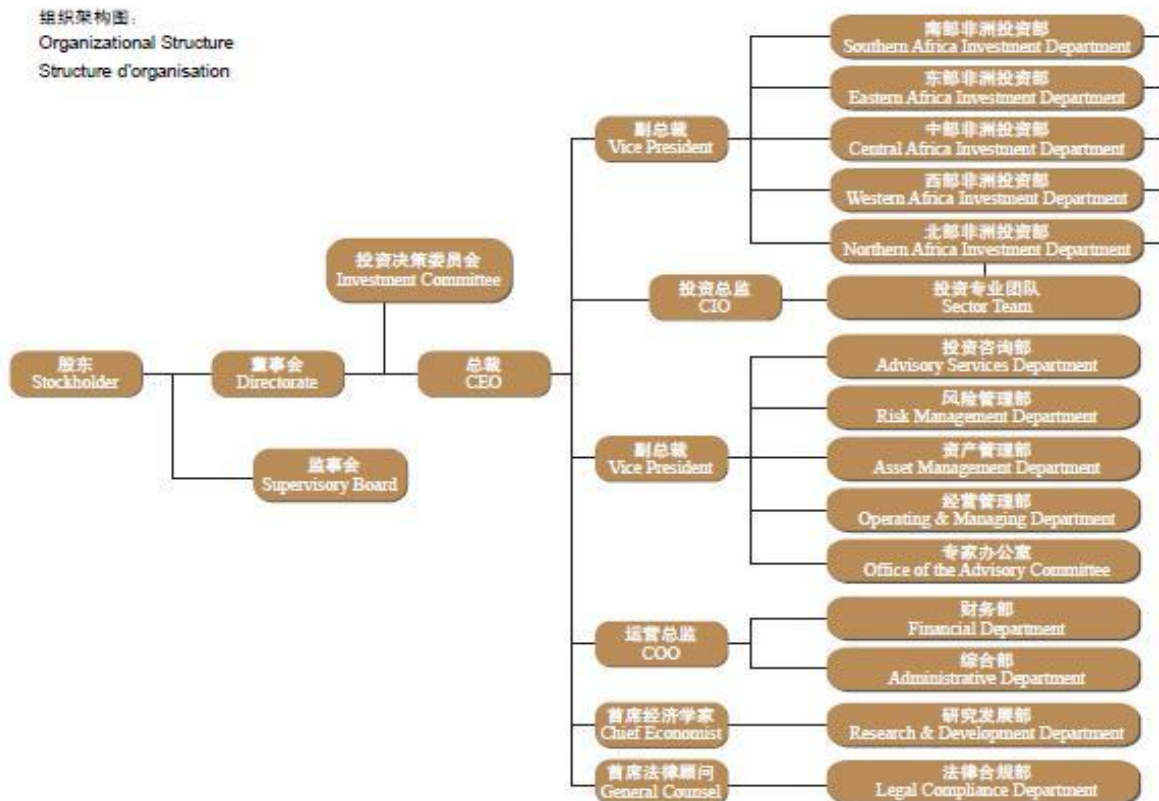 组织架构图:
Organizational Structure
Structure d'organisation
南部非洲投资部
Southern Africa Investment Department
东部非洲投资部
Eastern Africa Investment Department
副总裁
Vice President
中部非洲投资部
Central Africa Investment Department
西部非洲投资部
Western Africa Investment Department
北部非洲投资部
Northern Africa Investment Department
投资决策委员会
Investment Committee
投资总监
CIO
投资专业团队
Sector Team
股东
Stockholder
董事会
Directorate
总裁
CEO
投资咨询部
Advisory Services Department
风险管理部
Risk Management Department
监事会
Supervisory Board
副总裁
Vice President
资产管理部
Asset Management Department
经营管理部
Operating & Managing Department
专家办公室
Office of the Advisory Committee
运营总监
COO
财务部
Financial Department
综合部
Administrative Department
首席经济学家
Chief Economist
研究发展部
Research & Development Department
首席法律顾问
General Counsel
法律合规部
Legal Compliance Department